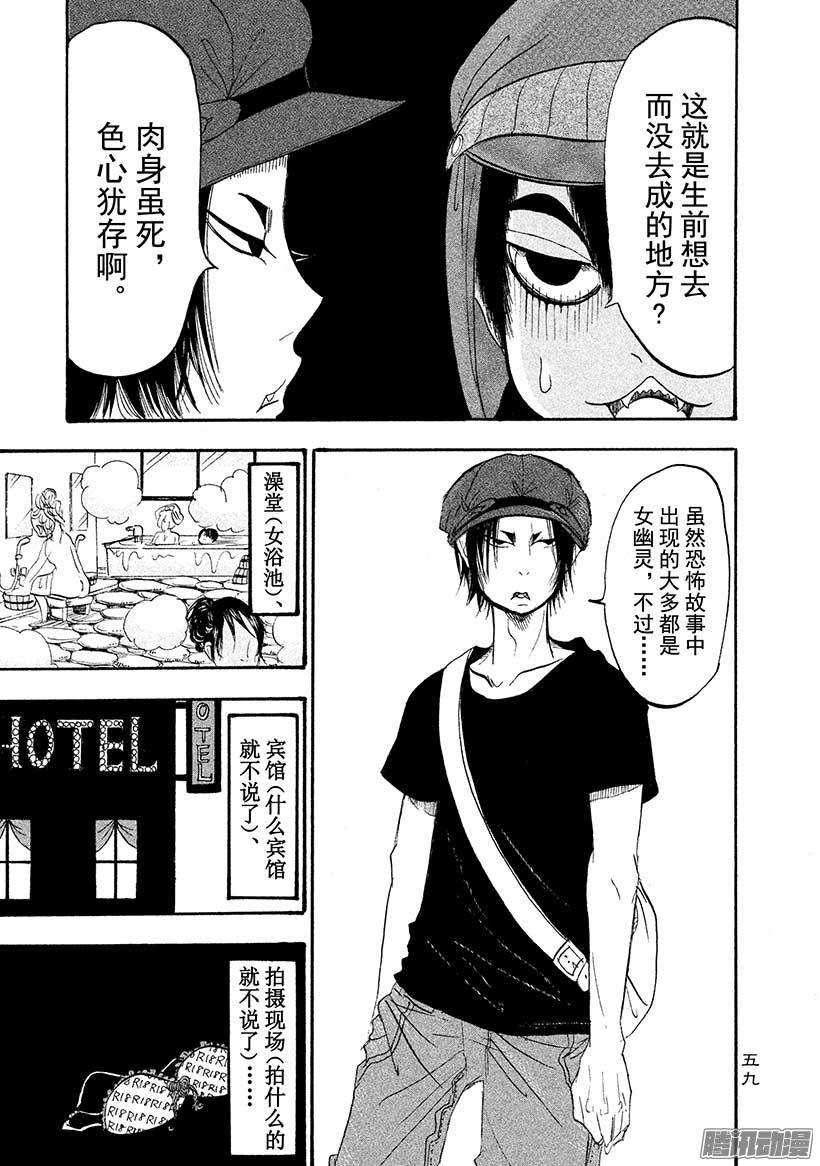 这就是生前想去
而没去成的地方?
肉身虽死，
色心犹存啊。
虽然恐怖故事中
出现的大多都是
女幽灵，不过……
澡堂(女浴池)、
HOTEL
HOTEL
宾馆(什么宾馆
就不说了)、
拍摄现场(拍什么的
就不说了)……
RIP RIP
RIP RIP
五九
腾讯动漫